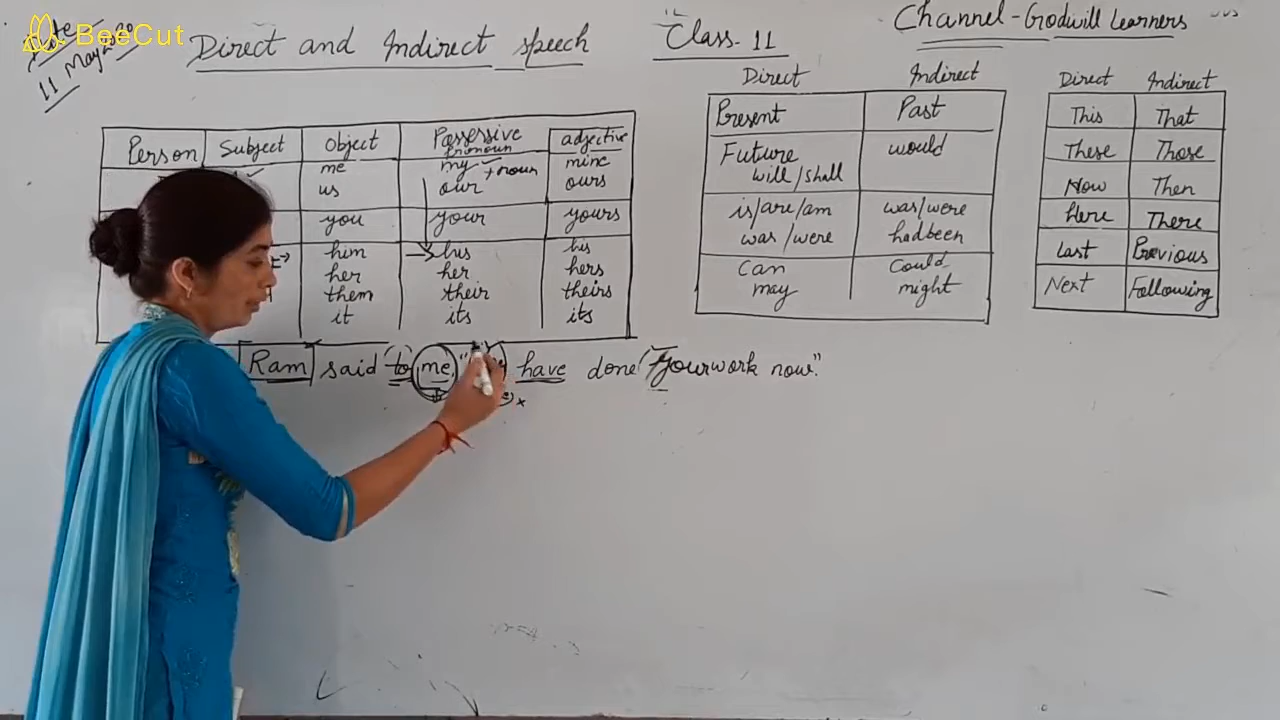 BeeCut
Date
11 May
Direct and Indirect speech
Class-11
Channel-Godwill Learners
Person Subject Object Possessive pronoun adjective
me my + noun mine
us our ours
you your yours
him his his
her her hers
them their theirs
it its its
Direct Indirect
Present Past
Future would
will/shall
is/are/am was/were
was/were hadbeen
Can Could
may might
Direct Indirect
This That
These Those
Now Then
Here There
Last Previous
Next Following
Ram said to me, " have done your work now."